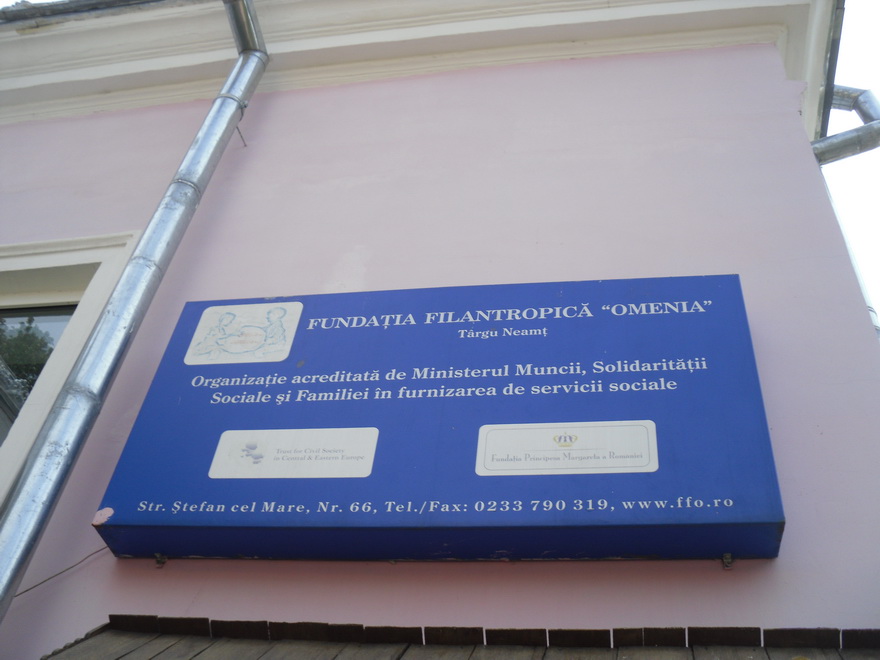 FUNDAȚIA FILANTROPICĂ “OMENIA”
Târgu Neamț
Organizație acreditată de Ministerul Muncii, Solidarității
Sociale și Familiei în furnizarea de servicii sociale
Trust for Civil Society
in Central & Eastern Europe
Fundația Principesa Margareta a României
Str. Ștefan cel Mare, Nr. 66, Tel./Fax: 0233 790 319, www.ffo.ro